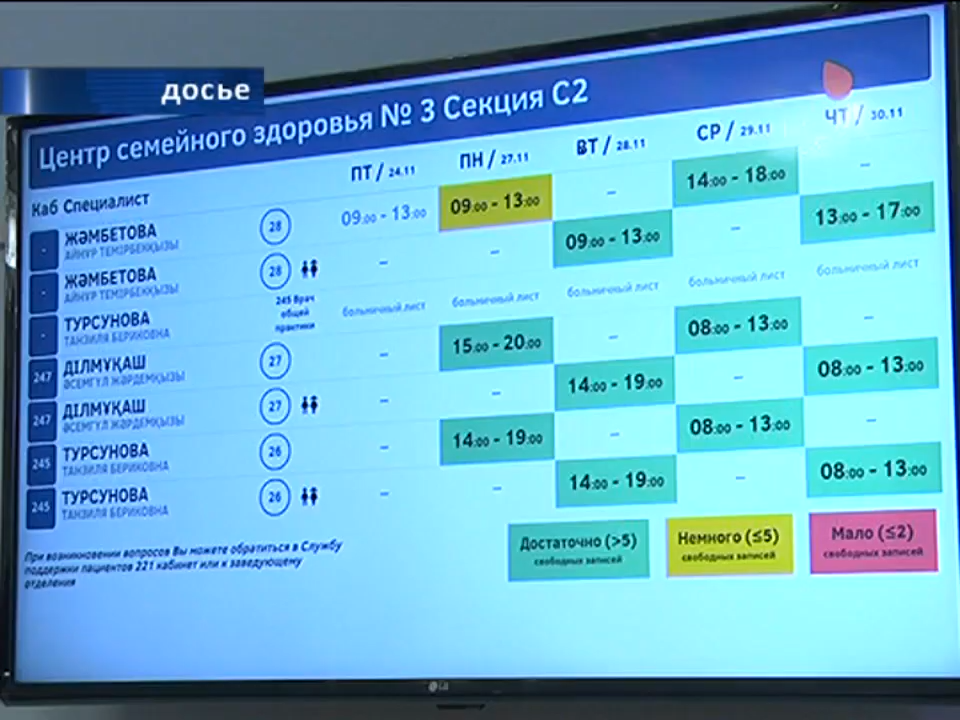 досье
Центр семейного здоровья № 3 Секция C2
Каб Специалист ПТ / 24.11 ПН / 27.11 ВТ / 28.11 СР / 29.11 ЧТ / 30.11
- ЖӘМБЕТОВА 28 09:00 - 13:00 09:00 - 13:00 – 14:00 - 18:00 –
АЙНУР ТЕМІРБЕКҚЫЗЫ
- ЖӘМБЕТОВА 28 – – 09:00 - 13:00 – 13:00 - 17:00
АЙНУР ТЕМІРБЕКҚЫЗЫ
- ТУРСУНОВА 245 Врач больничный лист больничный лист больничный лист больничный лист больничный лист
ТАНЗИЛЯ БЕРИКОВНА общей
практики
247 ДІЛМҰҚАШ 27 – 15:00 - 20:00 – 08:00 - 13:00 –
ӘСЕМГҮЛ ЖӘРДЕМҚЫЗЫ
247 ДІЛМҰҚАШ 27 – – 14:00 - 19:00 – 08:00 - 13:00
ӘСЕМГҮЛ ЖӘРДЕМҚЫЗЫ
245 ТУРСУНОВА 26 – 14:00 - 19:00 – 08:00 - 13:00 –
ТАНЗИЛЯ БЕРИКОВНА
245 ТУРСУНОВА 26 – – 14:00 - 19:00 – 08:00 - 13:00
ТАНЗИЛЯ БЕРИКОВНА
При возникновении вопросов Вы можете обратиться в Службу
поддержки пациентов 221 кабинет или к заведующему
отделения
Достаточно (>5)
свободных записей
Немного (≤5)
свободных записей
Мало (≤2)
свободных записей
LG